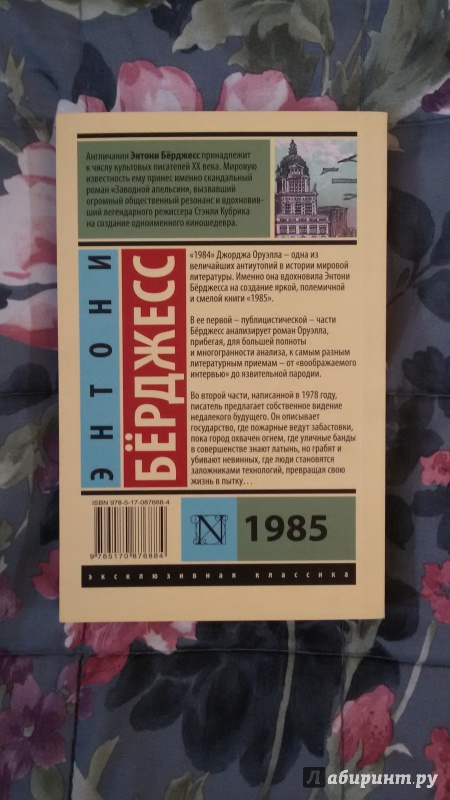 Англичанин Энтони Бёрджесс принадлежит
к числу культовых писателей XX века. Мировую
известность ему принес именно скандальный
роман «Заводной апельсин», вызвавший
огромный общественный резонанс и вдохновив-
ший легендарного режиссера Стэнли Кубрика
на создание одноименного киношедевра.
ЭНТОНИ
БЁРДЖЕСС
«1984» Джорджа Оруэлла – одна из
величайших антиутопий в истории мировой
литературы. Именно она вдохновила Энтони
Бёрджесса на создание яркой, полемичной
и смелой книги «1985».
В ее первой – публицистической – части
Бёрджесс анализирует роман Оруэлла,
прибегая, для большей полноты
и многогранности анализа, к самым разным
литературным приемам – от «воображаемого
интервью» до язвительной пародии.
Во второй части, написанной в 1978 году,
писатель предлагает собственное видение
недалекого будущего. Он описывает
государство, где пожарные ведут забастовки,
пока город охвачен огнем, где уличные банды
в совершенстве знают латынь, но грабят и
убивают невинных, где люди становятся
заложниками технологий, превращая свою
жизнь в пытку…
ISBN 978-5-17-087688-4
9 785170 876884
N
1985
эксклюзивная классика
Лабиринт.ру